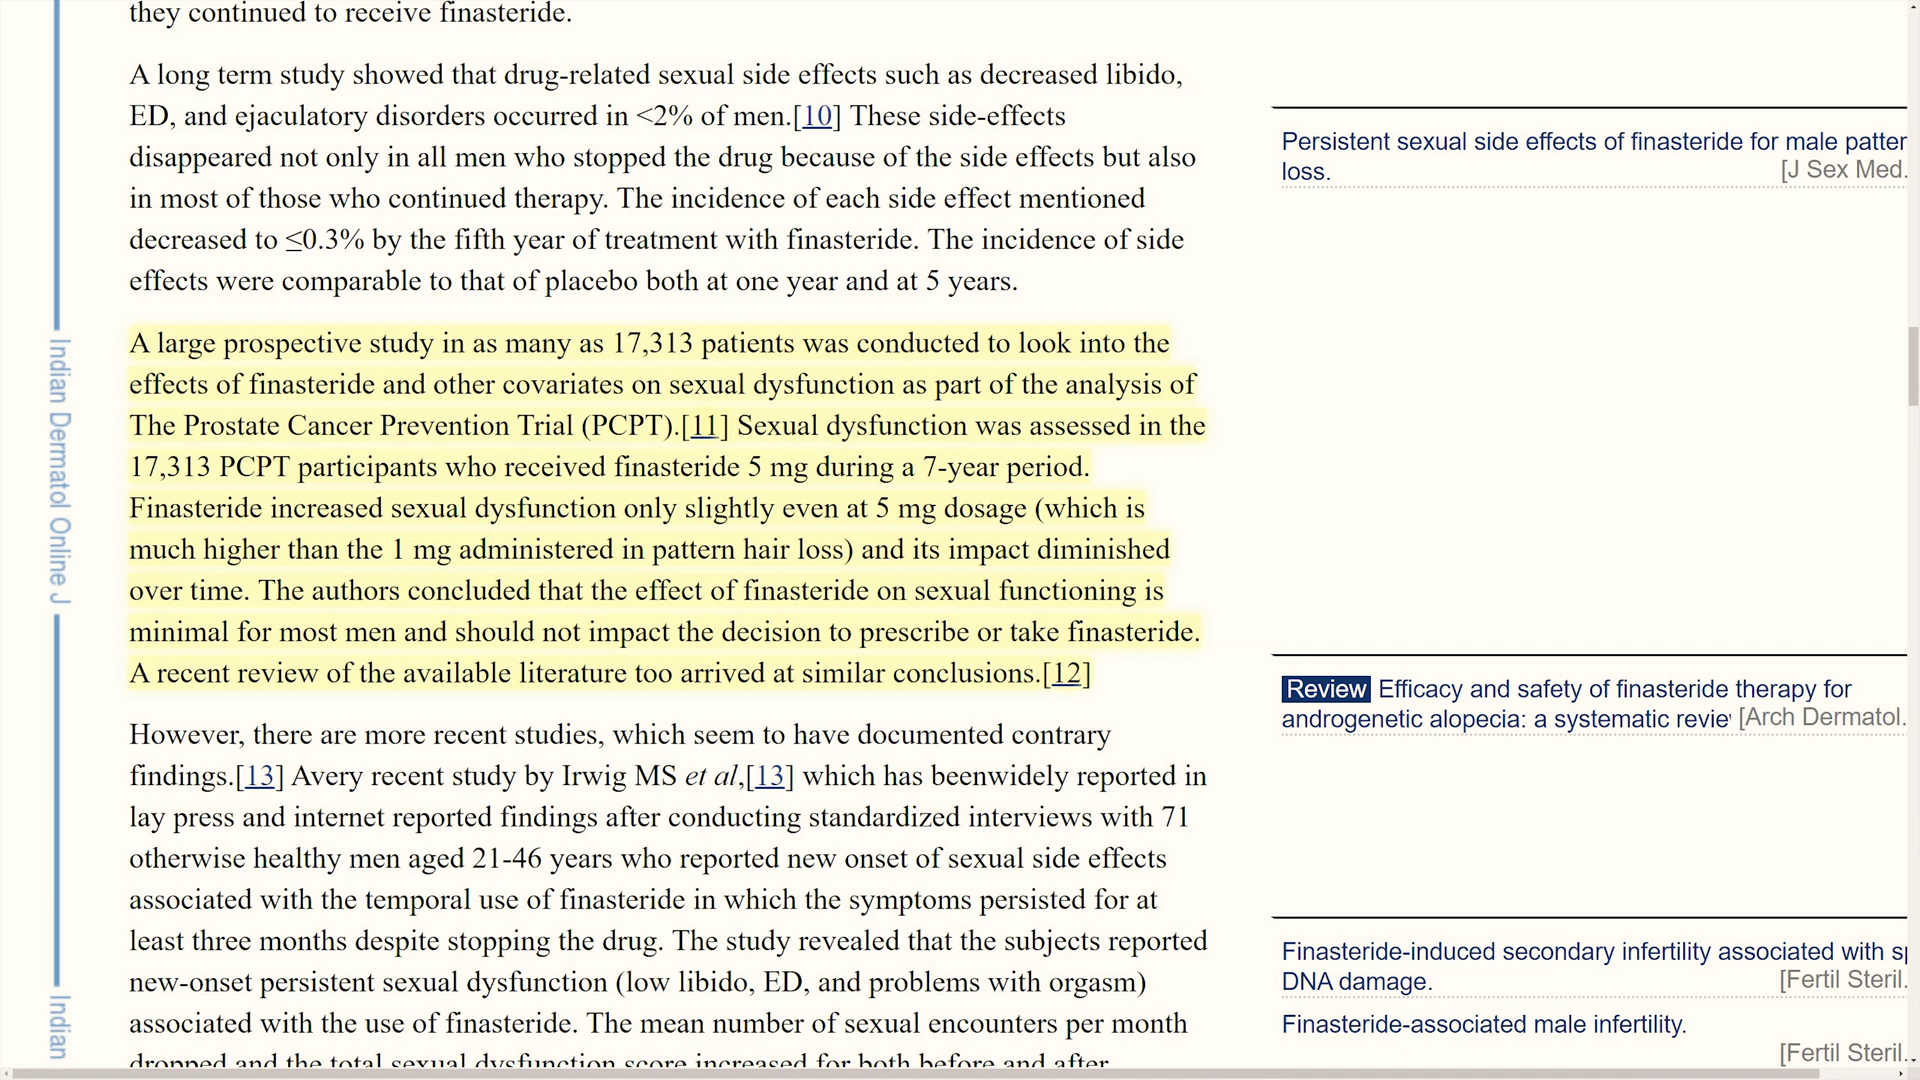 they continued to receive finasteride.
A long term study showed that drug-related sexual side effects such as decreased libido,
ED, and ejaculatory disorders occurred in <2% of men.[10] These side-effects
disappeared not only in all men who stopped the drug because of the side effects but also
in most of those who continued therapy. The incidence of each side effect mentioned
decreased to ≤0.3% by the fifth year of treatment with finasteride. The incidence of side
effects were comparable to that of placebo both at one year and at 5 years.
A large prospective study in as many as 17,313 patients was conducted to look into the
effects of finasteride and other covariates on sexual dysfunction as part of the analysis of
The Prostate Cancer Prevention Trial (PCPT).[11] Sexual dysfunction was assessed in the
17,313 PCPT participants who received finasteride 5 mg during a 7-year period.
Finasteride increased sexual dysfunction only slightly even at 5 mg dosage (which is
much higher than the 1 mg administered in pattern hair loss) and its impact diminished
over time. The authors concluded that the effect of finasteride on sexual functioning is
minimal for most men and should not impact the decision to prescribe or take finasteride.
A recent review of the available literature too arrived at similar conclusions.[12]
However, there are more recent studies, which seem to have documented contrary
findings.[13] Avery recent study by Irwig MS et al,[13] which has beenwidely reported in
lay press and internet reported findings after conducting standardized interviews with 71
otherwise healthy men aged 21-46 years who reported new onset of sexual side effects
associated with the temporal use of finasteride in which the symptoms persisted for at
least three months despite stopping the drug. The study revealed that the subjects reported
new-onset persistent sexual dysfunction (low libido, ED, and problems with orgasm)
associated with the use of finasteride. The mean number of sexual encounters per month
dropped and the total sexual dysfunction score increased for both before and after
Indian Dermatol Online J
Indian
Persistent sexual side effects of finasteride for male patter
loss. [J Sex Med.
Review Efficacy and safety of finasteride therapy for
androgenetic alopecia: a systematic review [Arch Dermatol.
Finasteride-induced secondary infertility associated with sp
DNA damage. [Fertil Steril.
Finasteride-associated male infertility.
[Fertil Steril.